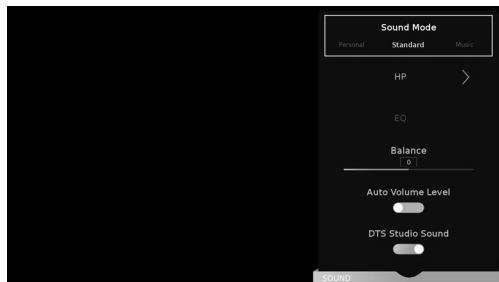 Sound Mode
Personal Standard Music
HP
EQ
Balance
0
Auto Volume Level
DTS Studio Sound
SOUND